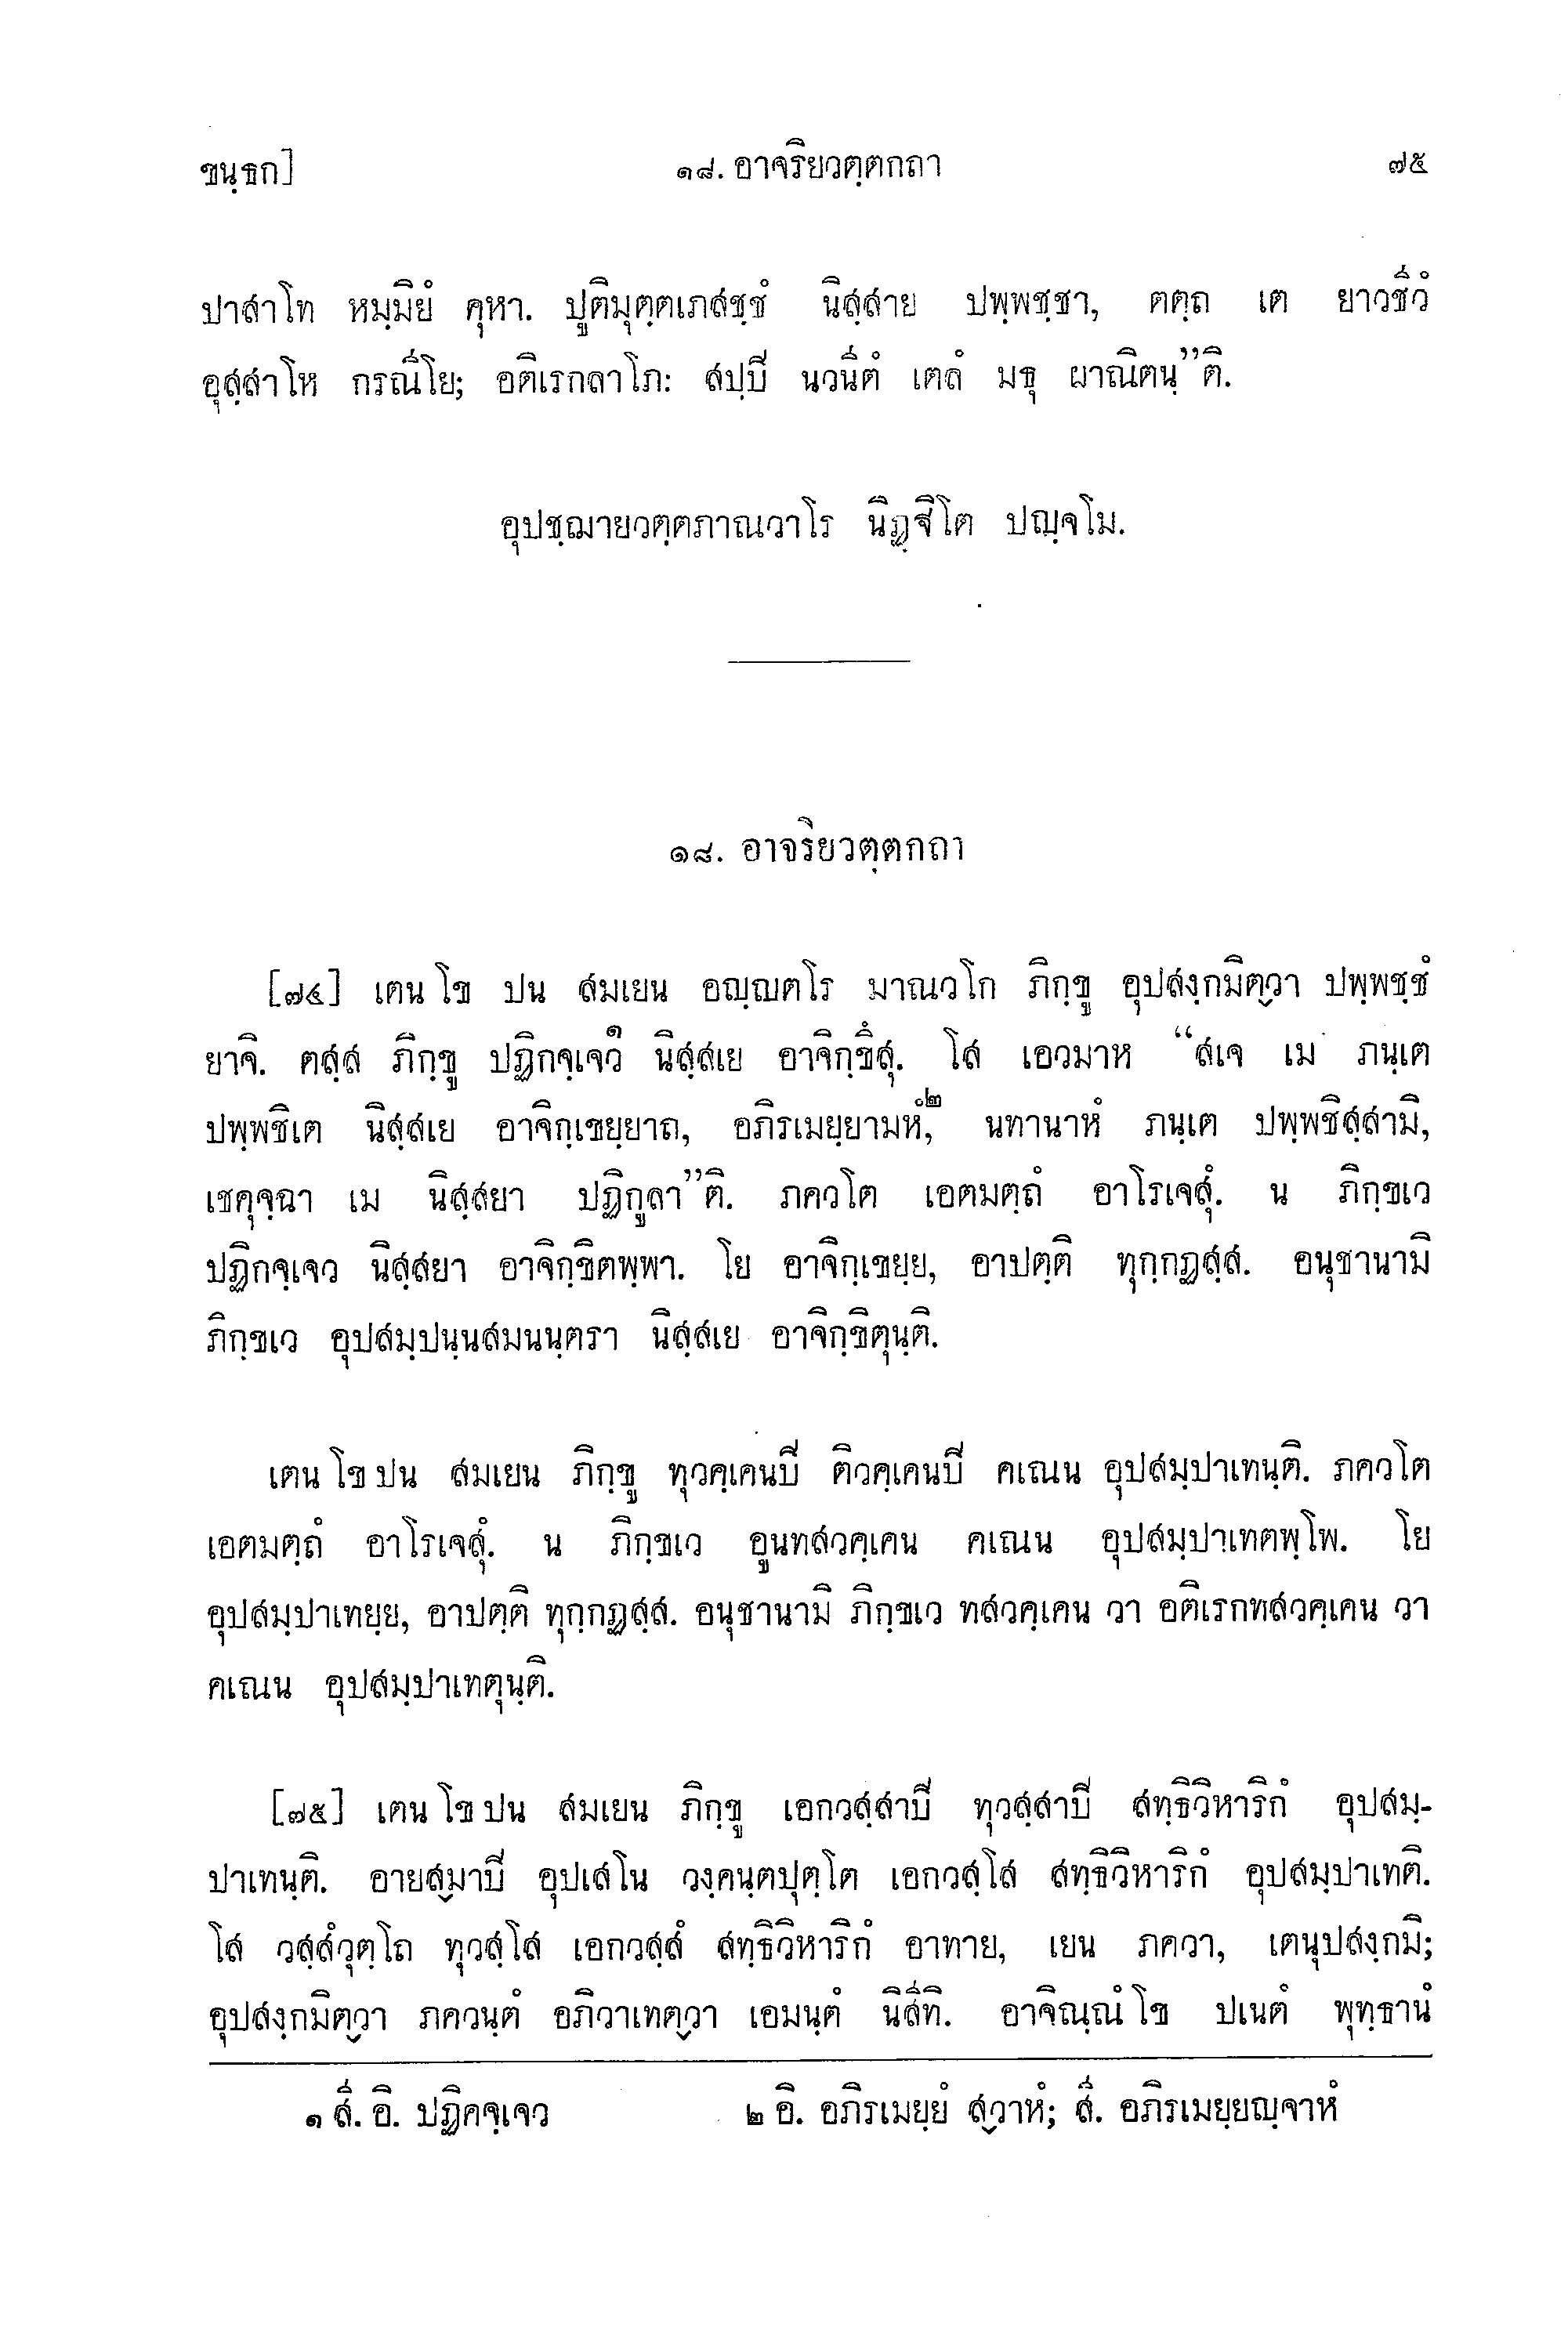 ขนฺธก] ๑๘. อาจริยวตฺตกถา ๗๕
ปาสาโท หมฺมิยํ คุหา. ปูติมุตฺตเภสชฺชํ นิสฺสาย ปพฺพชฺชา, ตตฺถ เต ยาวชีวํ
อุสฺสาโห กรณีโย; อติเรกลาโภ: สปฺปี นวนีตํ เตลํ มธุ ผาณิตนฺ”ติ.
อุปชฺฌายวตฺตภาณวาโร นิฏฺฐิโต ปญฺจโม.
๑๘. อาจริยวตฺตกถา
[๗๔] เตน โข ปน สมเยน อญฺญตโร มาณวโก ภิกฺขู อุปสงฺกมิตฺวา ปพฺพชฺชํ
ยาจิ. ตสฺส ภิกฺขู ปฏิกจฺเจว๑ นิสฺสเย อาจิกฺขึสุ. โส เอวมาห “สเจ เม ภนฺเต
ปพฺพชิเต นิสฺสเย อาจิกฺเขยฺยาถ, อภิรเมยฺยามหํ,๒ นทานาหํ ภนฺเต ปพฺพชิสฺสามิ,
เชคุจฺฉา เม นิสฺสยา ปฏิกูลา”ติ. ภควโต เอตมตฺถํ อาโรเจสุํ. น ภิกฺขเว
ปฏิกจฺเจว นิสฺสยา อาจิกฺขิตพฺพา. โย อาจิกฺเขยฺย, อาปตฺติ ทุกฺกฏสฺส. อนุชานามิ
ภิกฺขเว อุปสมฺปนฺนสมนนฺตรา นิสฺสเย อาจิกฺขิตุนฺติ.
เตน โข ปน สมเยน ภิกฺขู ทุวคฺเคนปิ ติวคฺเคนปิ คเณน อุปสมฺปาเทนฺติ. ภควโต
เอตมตฺถํ อาโรเจสุํ. น ภิกฺขเว อูนทสวคฺเคน คเณน อุปสมฺปาเทตพฺโพ. โย
อุปสมฺปาเทยฺย, อาปตฺติ ทุกฺกฏสฺส. อนุชานามิ ภิกฺขเว ทสวคฺเคน วา อติเรกทสวคฺเคน วา
คเณน อุปสมฺปาเทตุนฺติ.
[๗๕] เตน โข ปน สมเยน ภิกฺขู เอกวสฺสาปิ ทุวสฺสาปิ สทฺธิวิหาริกํ อุปสมฺ-
ปาเทนฺติ. อายสฺมาปิ อุปเสโน วงฺคนฺตปุตฺโต เอกวสฺโส สทฺธิวิหาริกํ อุปสมฺปาเทติ.
โส วสฺสํวุตฺโถ ทุวสฺโส เอกวสฺสํ สทฺธิวิหาริกํ อาทาย, เยน ภควา, เตนุปสงฺกมิ;
อุปสงฺกมิตฺวา ภควนฺตํ อภิวาเทตฺวา เอมนฺตํ นิสีทิ. อาจิณฺณํ โข ปเนตํ พุทฺธานํ
๑ สี. อิ. ปฏิคจฺเจว ๒ อิ. อภิรเมยฺยํ สฺวาหํ; สี. อภิรเมยฺยญฺจาหํ